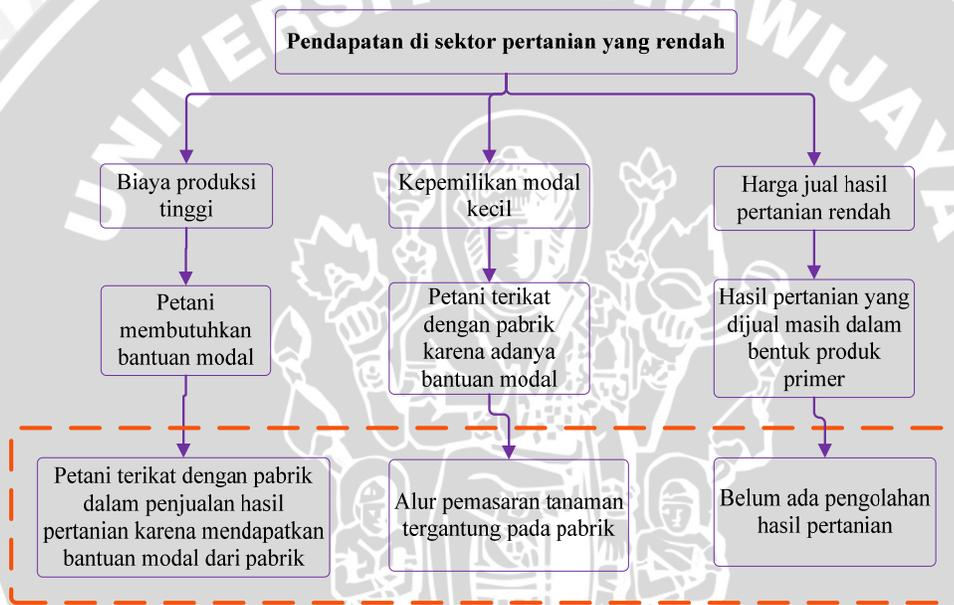 UNIVERSITAS BRAWIJAYA
Pendapatan di sektor pertanian yang rendah
Biaya produksi
tinggi
Kepemilikan modal
kecil
Harga jual hasil
pertanian rendah
Petani
membutuhkan
bantuan modal
Petani terikat
dengan pabrik
karena adanya
bantuan modal
Hasil pertanian yang
dijual masih dalam
bentuk produk
primer
Petani terikat dengan pabrik
dalam penjualan hasil
pertanian karena mendapatkan
bantuan modal dari pabrik
Alur pemasaran tanaman
tergantung pada pabrik
Belum ada pengolahan
hasil pertanian